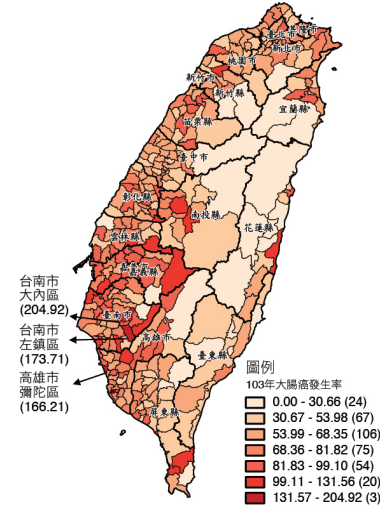 基隆市
臺北市
新北市
桃園市
新竹市
新竹縣
宜蘭縣
苗栗縣
臺中市
彰化縣
南投縣
花蓮縣
雲林縣
嘉義縣
台南市
大內區
(204.92)
臺南市
台南市
左鎮區
(173.71)
高雄市
高雄市
彌陀區
(166.21)
臺東縣
屏東縣
圖例
103年大腸癌發生率
0.00 - 30.66 (24)
30.67 - 53.98 (67)
53.99 - 68.35 (106)
68.36 - 81.82 (75)
81.83 - 99.10 (54)
99.11 - 131.56 (20)
131.57 - 204.92 (3)